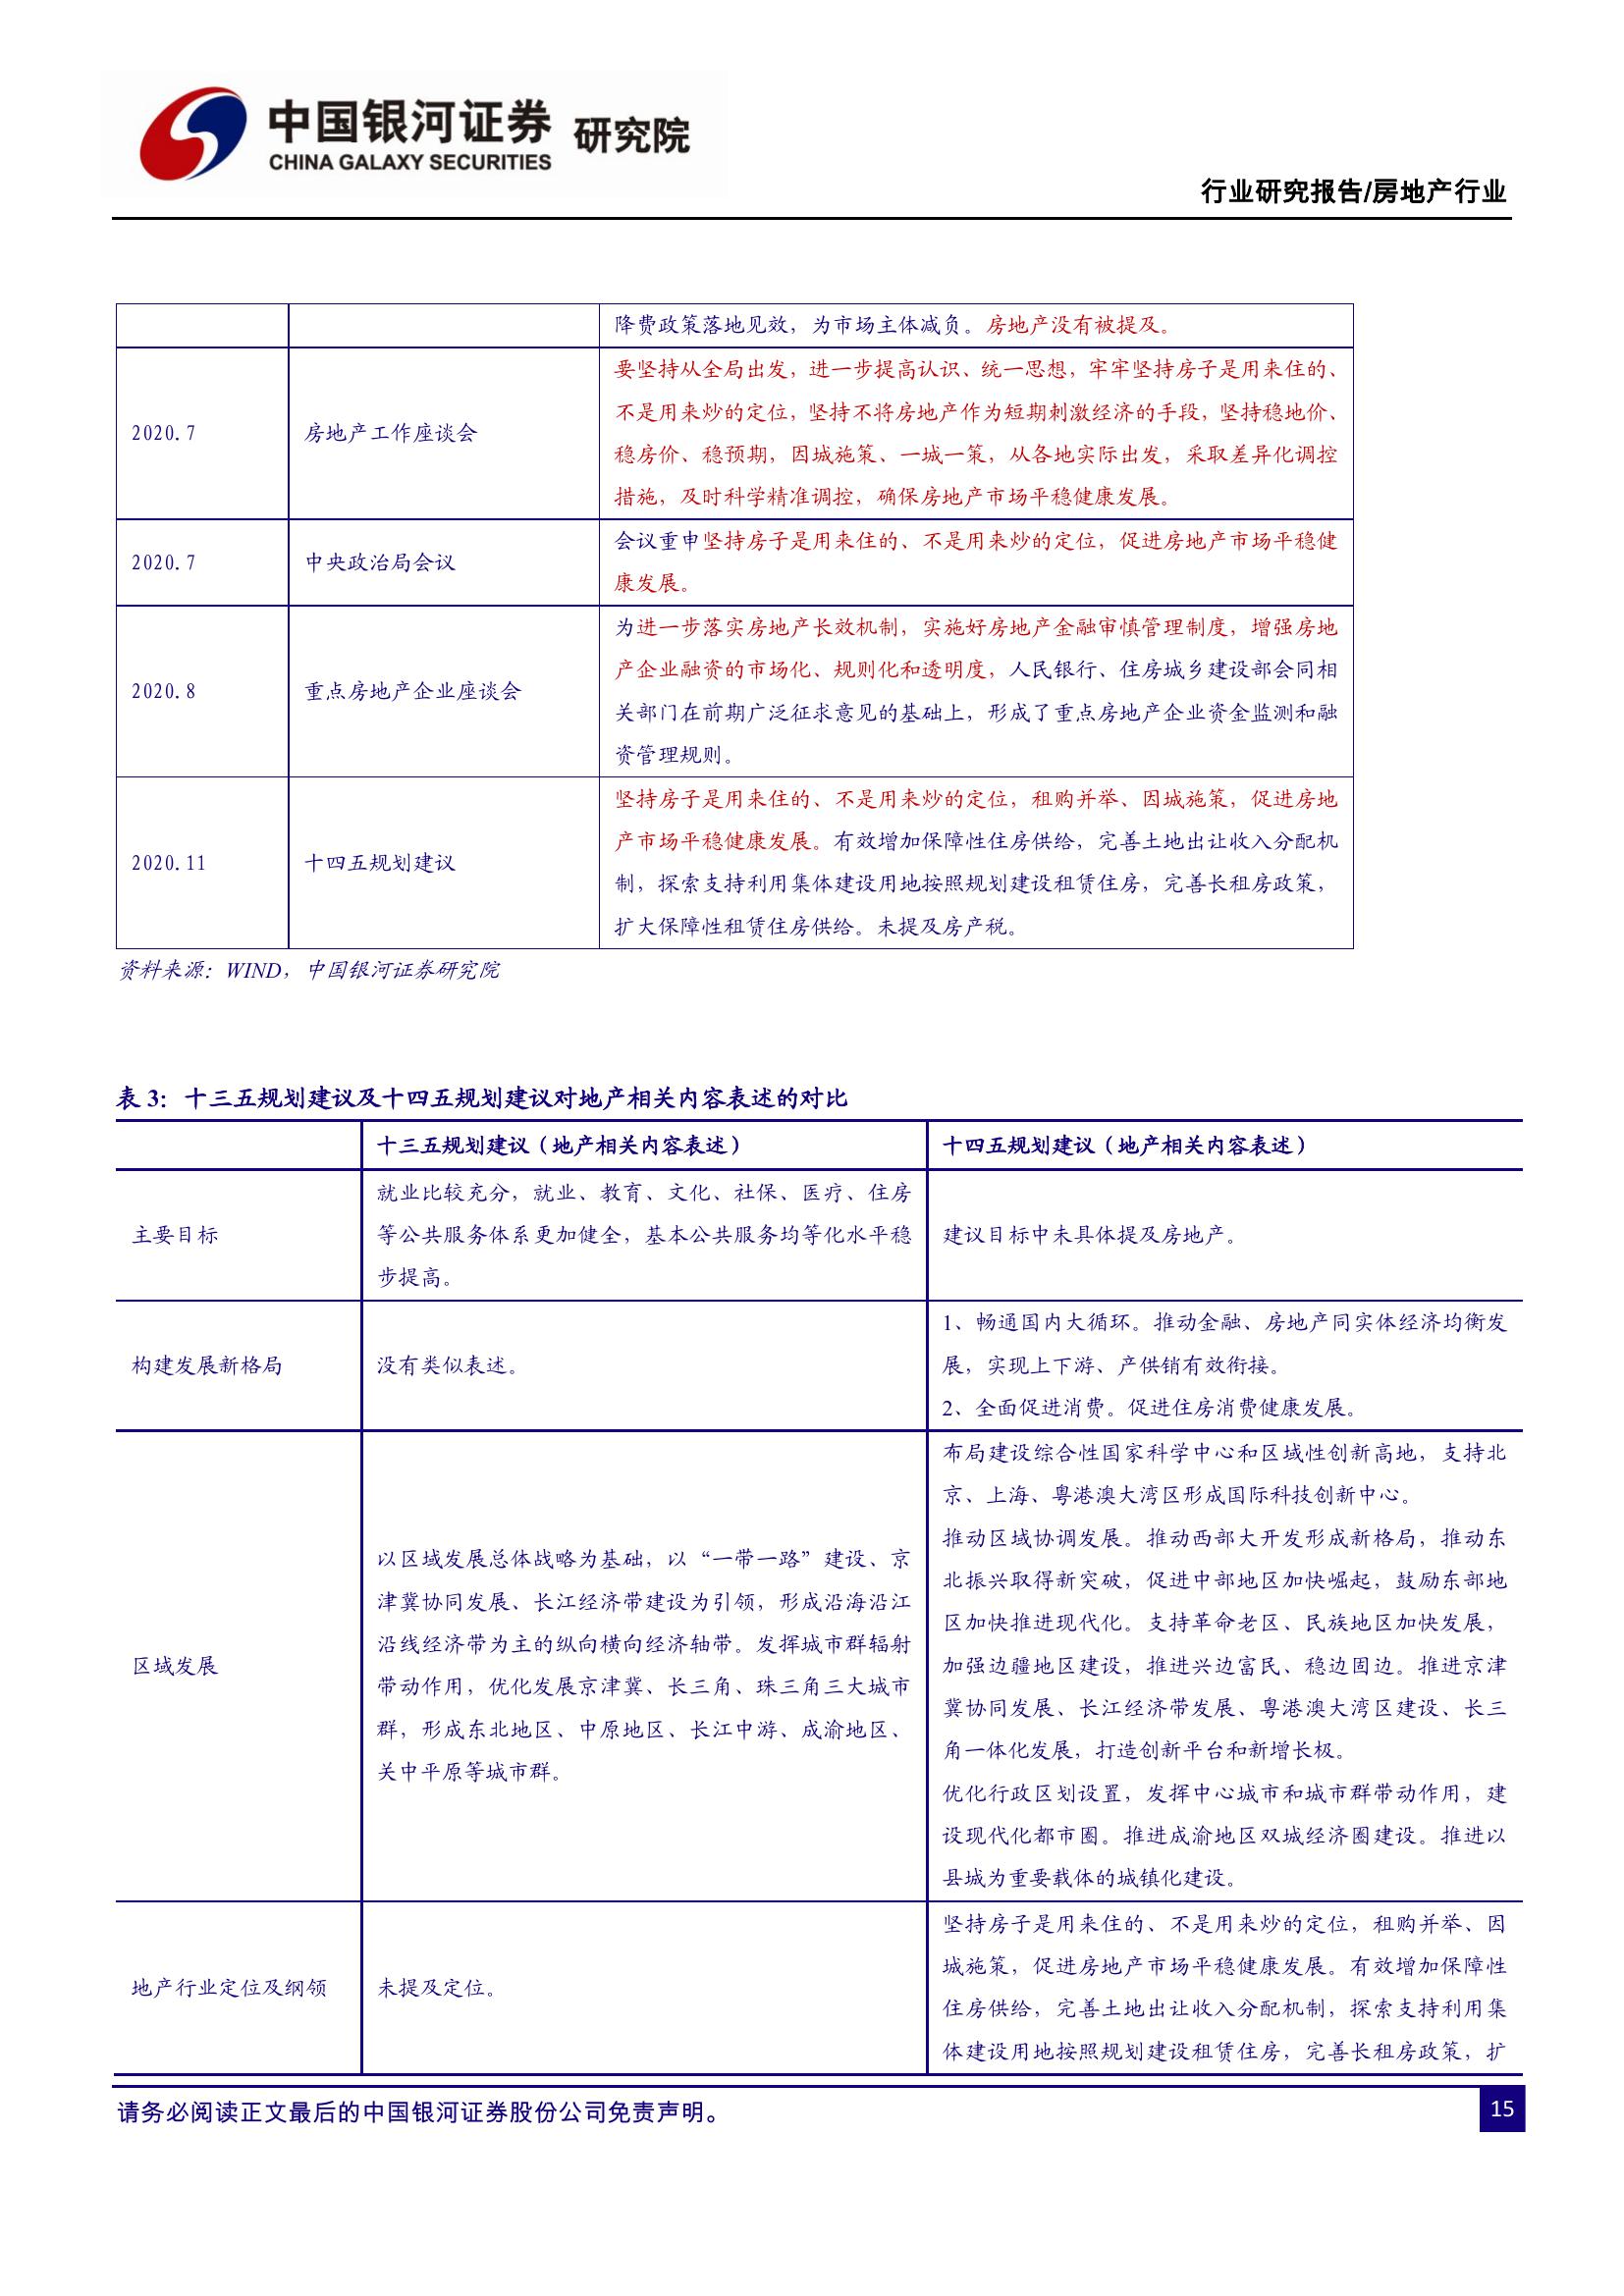 中国银河证券 研究院
CHINA GALAXY SECURITIES
行业研究报告/房地产行业
降费政策落地见效，为市场主体减负。房地产没有被提及。
2020.7
房地产工作座谈会
要坚持从全局出发，进一步提高认识、统一思想，牢牢坚持房子是用来住的、
不是用来炒的定位，坚持不将房地产作为短期刺激经济的手段，坚持稳地价、
稳房价、稳预期，因城施策、一城一策，从各地实际出发，采取差异化调控
措施，及时科学精准调控，确保房地产市场平稳健康发展。
2020.7
中央政治局会议
会议重申坚持房子是用来住的、不是用来炒的定位，促进房地产市场平稳健
康发展。
2020.8
重点房地产企业座谈会
为进一步落实房地产长效机制，实施好房地产金融审慎管理制度，增强房地
产企业融资的市场化、规则化和透明度，人民银行、住房城乡建设部会同相
关部门在前期广泛征求意见的基础上，形成了重点房地产企业资金监测和融
资管理规则。
2020.11
十四五规划建议
坚持房子是用来住的、不是用来炒的定位，租购并举、因城施策，促进房地
产市场平稳健康发展。有效增加保障性住房供给，完善土地出让收入分配机
制，探索支持利用集体建设用地按照规划建设租赁住房，完善长租房政策，
扩大保障性租赁住房供给。未提及房产税。
资料来源：WIND，中国银河证券研究院
表 3：十三五规划建议及十四五规划建议对地产相关内容表述的对比
十三五规划建议（地产相关内容表述）
十四五规划建议（地产相关内容表述）
主要目标
就业比较充分，就业、教育、文化、社保、医疗、住房
等公共服务体系更加健全，基本公共服务均等化水平稳
步提高。
建议目标中未具体提及房地产。
构建发展新格局
没有类似表述。
1、畅通国内大循环。推动金融、房地产同实体经济均衡发
展，实现上下游、产供销有效衔接。
2、全面促进消费。促进住房消费健康发展。
区域发展
以区域发展总体战略为基础，以“一带一路”建设、京
津冀协同发展、长江经济带建设为引领，形成沿海沿江
沿线经济带为主的纵向横向经济轴带。发挥城市群辐射
带动作用，优化发展京津冀、长三角、珠三角三大城市
群，形成东北地区、中原地区、长江中游、成渝地区、
关中平原等城市群。
布局建设综合性国家科学中心和区域性创新高地，支持北
京、上海、粤港澳大湾区形成国际科技创新中心。
推动区域协调发展。推动西部大开发形成新格局，推动东
北振兴取得新突破，促进中部地区加快崛起，鼓励东部地
区加快推进现代化。支持革命老区、民族地区加快发展，
加强边疆地区建设，推进兴边富民、稳边固边。推进京津
冀协同发展、长江经济带发展、粤港澳大湾区建设、长三
角一体化发展，打造创新平台和新增长极。
优化行政区划设置，发挥中心城市和城市群带动作用，建
设现代化都市圈。推进成渝地区双城经济圈建设。推进以
县城为重要载体的城镇化建设。
地产行业定位及纲领
未提及定位。
坚持房子是用来住的、不是用来炒的定位，租购并举、因
城施策，促进房地产市场平稳健康发展。有效增加保障性
住房供给，完善土地出让收入分配机制，探索支持利用集
体建设用地按照规划建设租赁住房，完善长租房政策，扩
请务必阅读正文最后的中国银河证券股份公司免责声明。
15